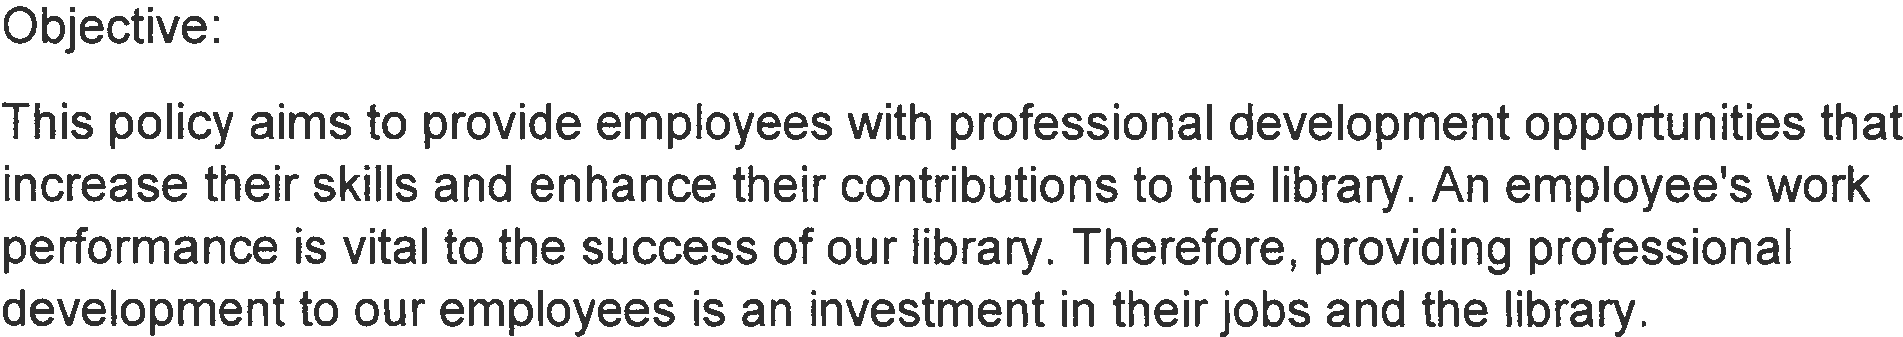 Objective:
This policy aims to provide employees with professional development opportunities that
increase their skills and enhance their contributions to the library. An employee's work
performance is vital to the success of our library. Therefore, providing professional
development to our employees is an investment in their jobs and the library.